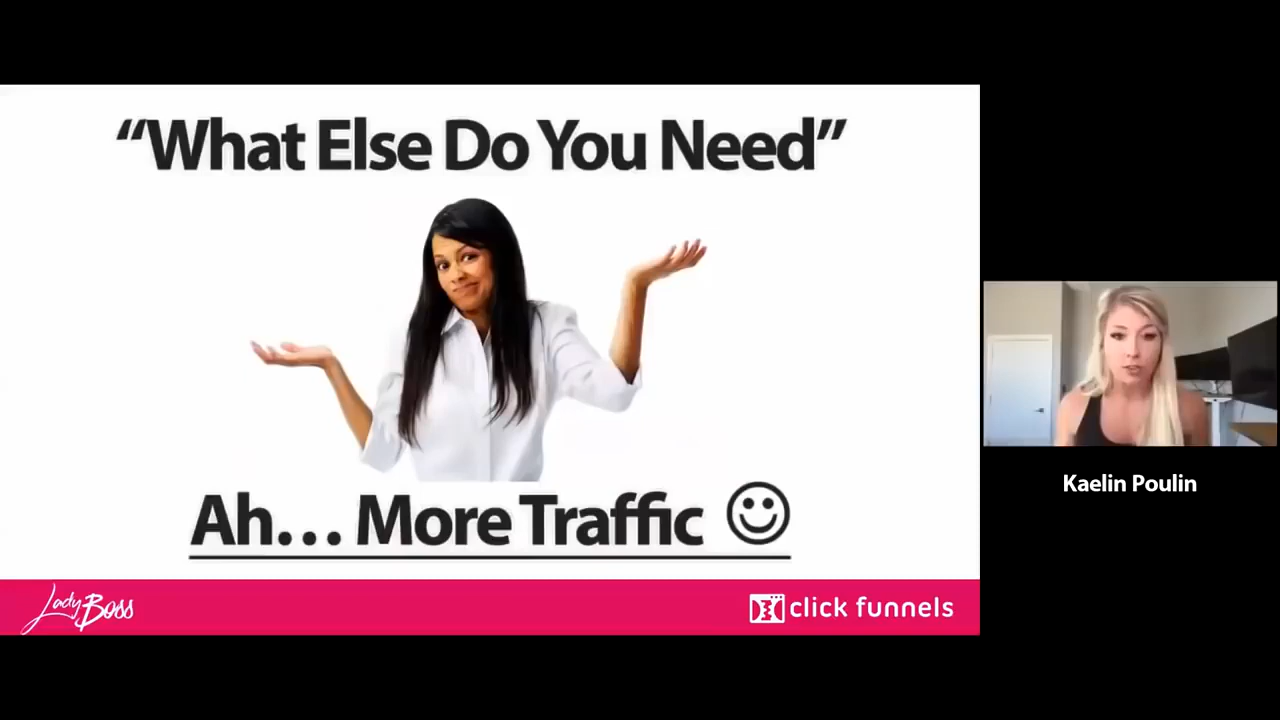 “What Else Do You Need”
Ah... More Traffic
LadyBoss
click funnels
Kaelin Poulin